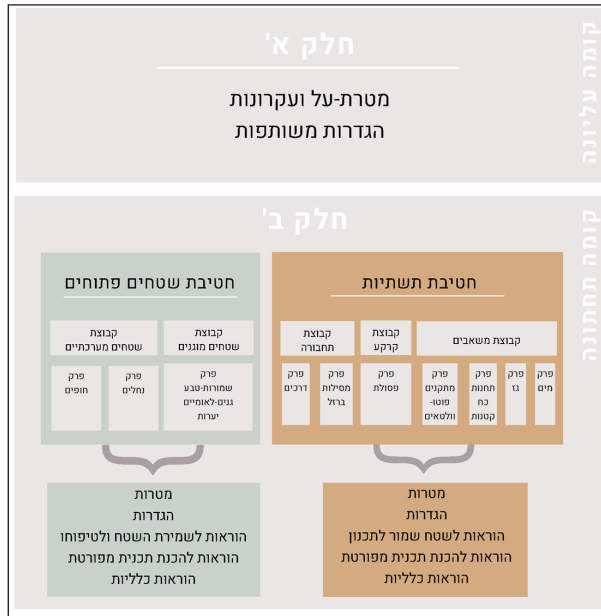 קומה עליונה
חלק א'
מטרת-על ועקרונות
הגדרות משותפות
קומה תחתונה
חלק ב'
חטיבת תשתיות
קבוצת משאבים
קבוצת
קרקע
קבוצת
תחבורה
פרק
מים
פרק
גז
פרק
תחנות
כח
קטנות
פרק
מתקנים
פוטו-
וולטאים
פרק
פסולת
פרק
מסילות
ברזל
פרק
דרכים
מטרות
הגדרות
הוראות לשטח שמור לתכנון
הוראות להכנת תכנית מפורטת
הוראות כלליות
חטיבת שטחים פתוחים
קבוצת
שטחים מוגנים
קבוצת
שטחים מערכתיים
פרק
שמורות-טבע
גנים-לאומיים
יערות
פרק
נחלים
פרק
חופים
מטרות
הגדרות
הוראות לשמירת השטח ולטיפוחו
הוראות להכנת תכנית מפורטת
הוראות כלליות